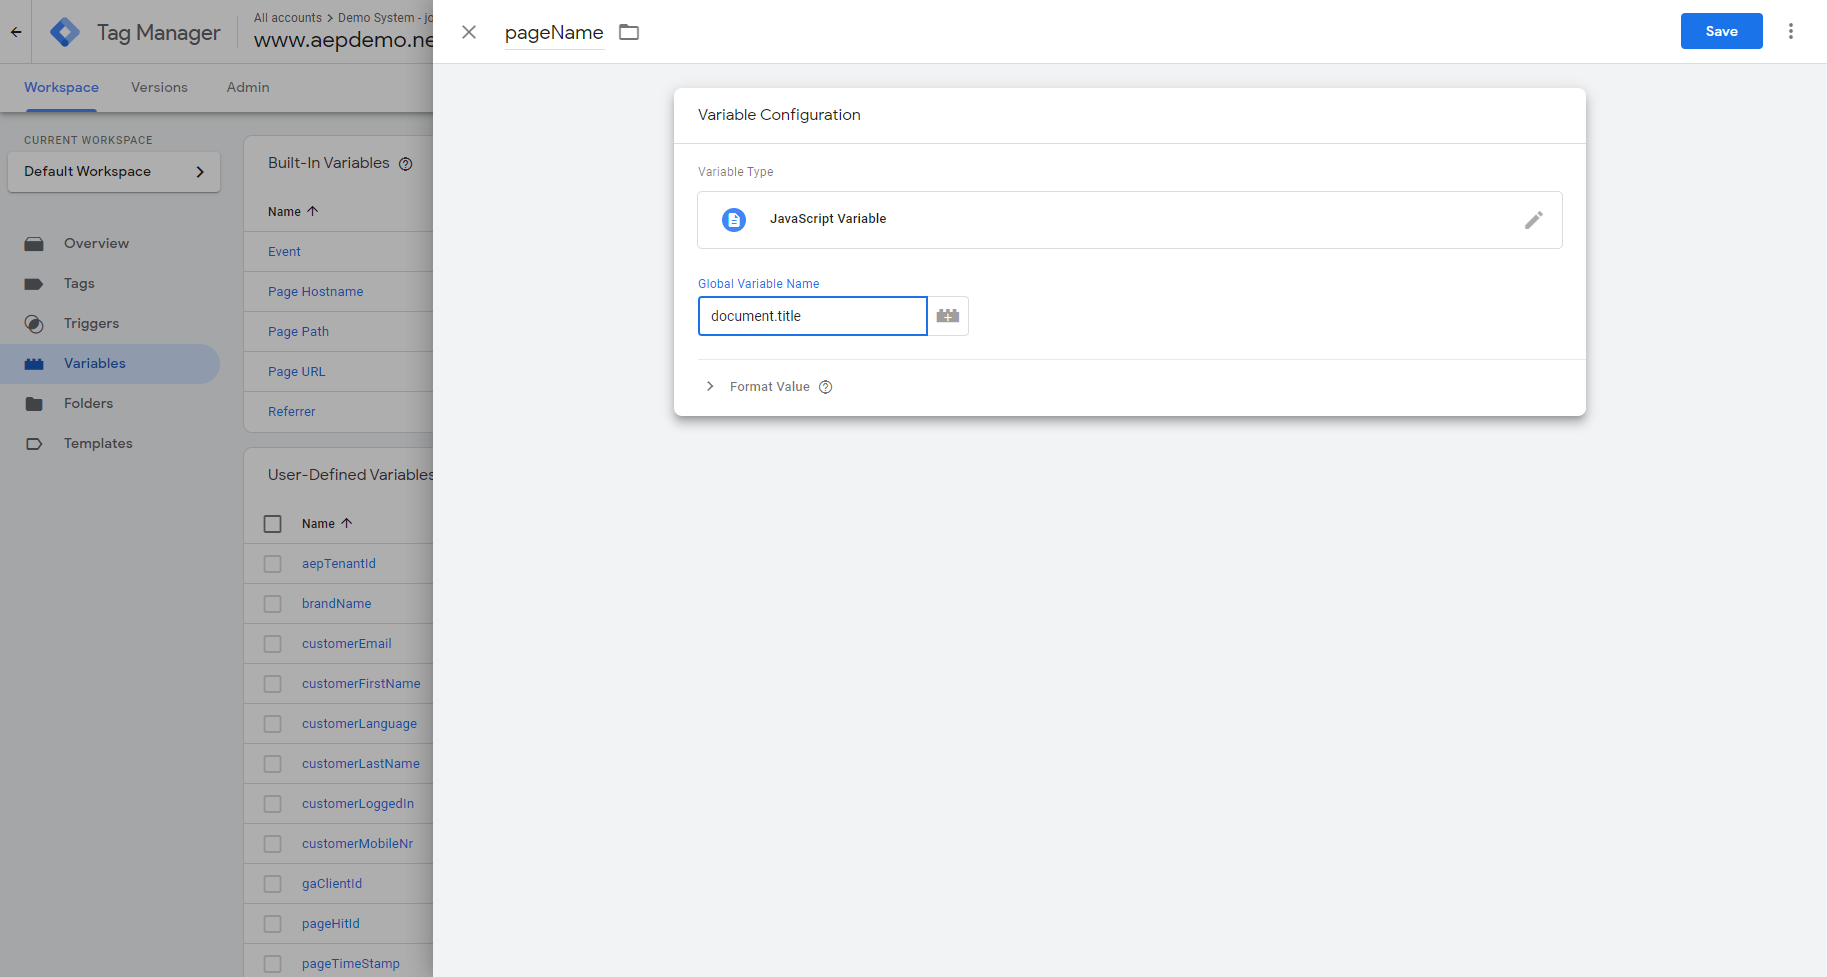 Tag Manager
All accounts > Demo System - jo
www.aepdemo.ne
pageName
Save
Workspace
Versions
Admin
CURRENT WORKSPACE
Default Workspace
Overview
Tags
Triggers
Variables
Folders
Templates
Built-In Variables
Name
Event
Page Hostname
Page Path
Page URL
Referrer
User-Defined Variables
Name
aepTenantId
brandName
customerEmail
customerFirstName
customerLanguage
customerLastName
customerLoggedIn
customerMobileNr
gaClientId
pageHitId
pageTimeStamp
Variable Configuration
Variable Type
JavaScript Variable
Global Variable Name
document.title
Format Value